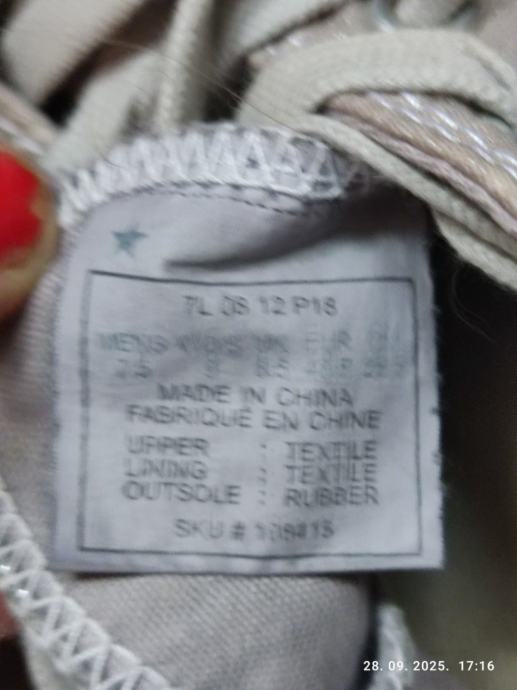 7L 08 12 P18
MENS
MADE IN CHINA
FABRIQUÉ EN CHINE
UPPER : TEXTILE
LINING : TEXTILE
OUTSOLE : RUBBER
SKU #
28. 09. 2025. 17:16